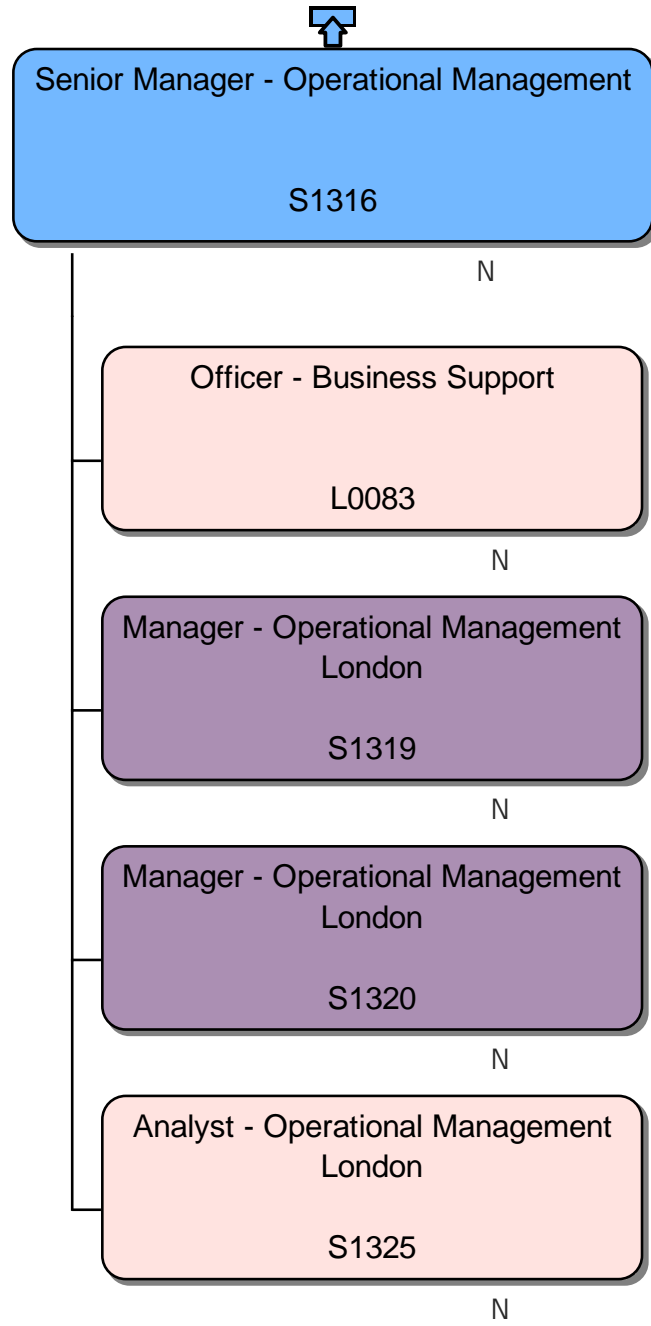 Senior Manager - Operational Management
S1316
N
Officer - Business Support
L0083
N
Manager - Operational Management
London
S1319
N
Manager - Operational Management
London
S1320
N
Analyst - Operational Management
London
S1325
N